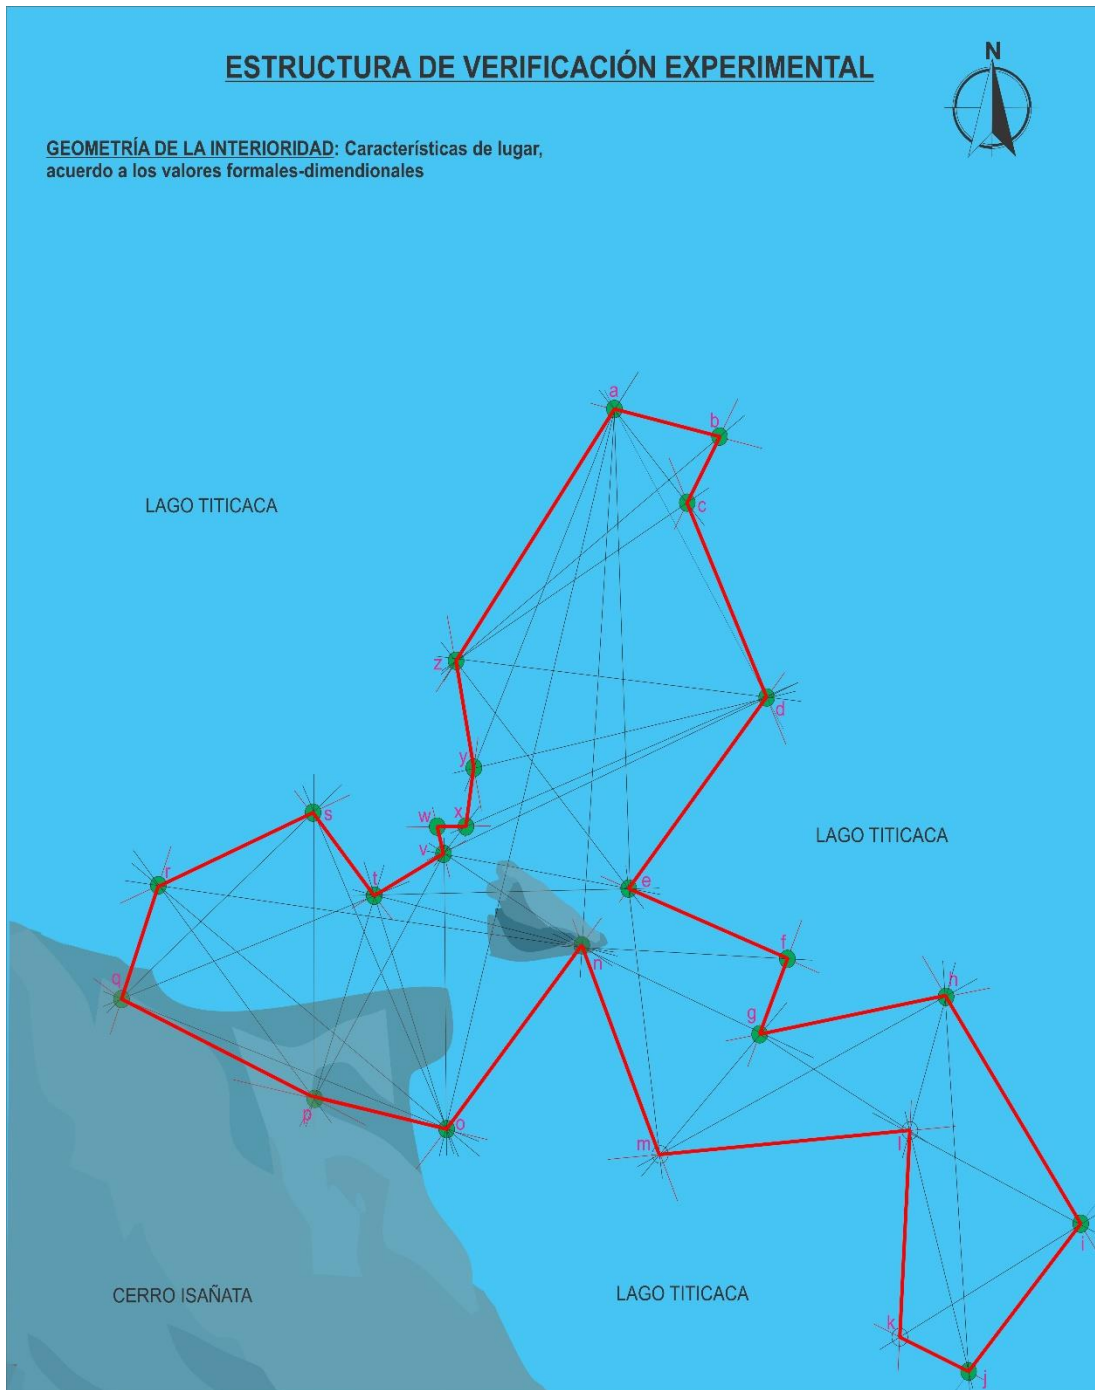 ESTRUCTURA DE VERIFICACIÓN EXPERIMENTAL
N
GEOMETRÍA DE LA INTERIORIDAD: Características de lugar,
acuerdo a los valores formales-dimendionales
a
b
LAGO TITICACA
c
z
d
y
w
x
s
LAGO TITICACA
v
r
t
e
n
f
q
h
g
p
o
m
l
i
CERRO ISAÑATA
LAGO TITICACA
k
j